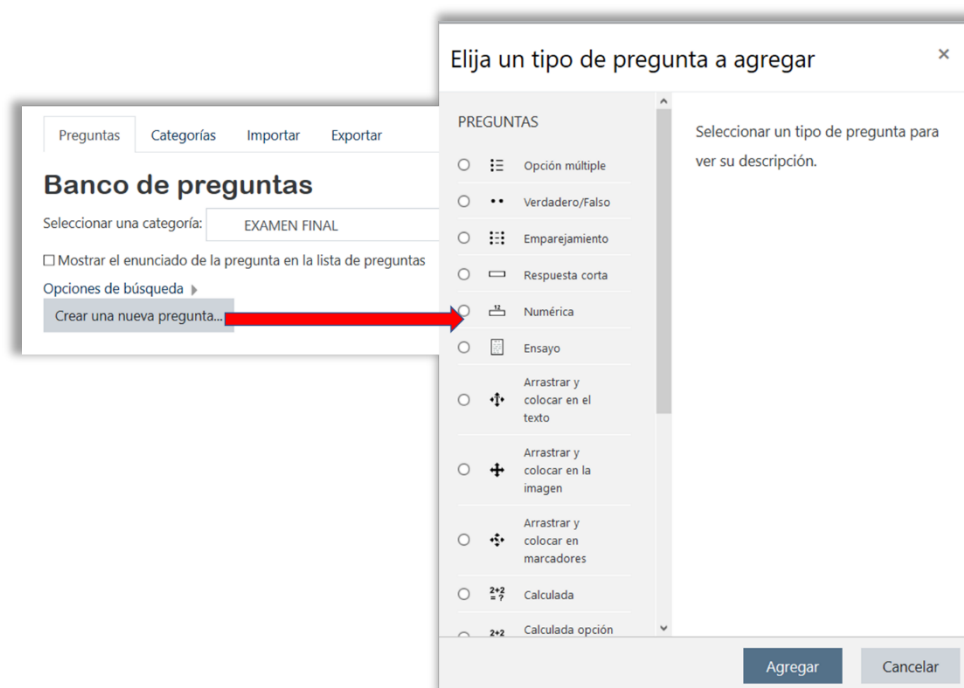 Preguntas Categorías Importar Exportar
Banco de preguntas
Seleccionar una categoría: EXAMEN FINAL
Mostrar el enunciado de la pregunta en la lista de preguntas
Opciones de búsqueda
Crear una nueva pregunta...
Elija un tipo de pregunta a agregar ×
PREGUNTAS
Opción múltiple
Verdadero/Falso
Emparejamiento
Respuesta corta
12 Numérica
Ensayo
Arrastrar y
colocar en el
texto
Arrastrar y
colocar en la
imagen
Arrastrar y
colocar en
marcadores
2+2
= ? Calculada
2+2 Calculada opción
Seleccionar un tipo de pregunta para
ver su descripción.
Agregar Cancelar